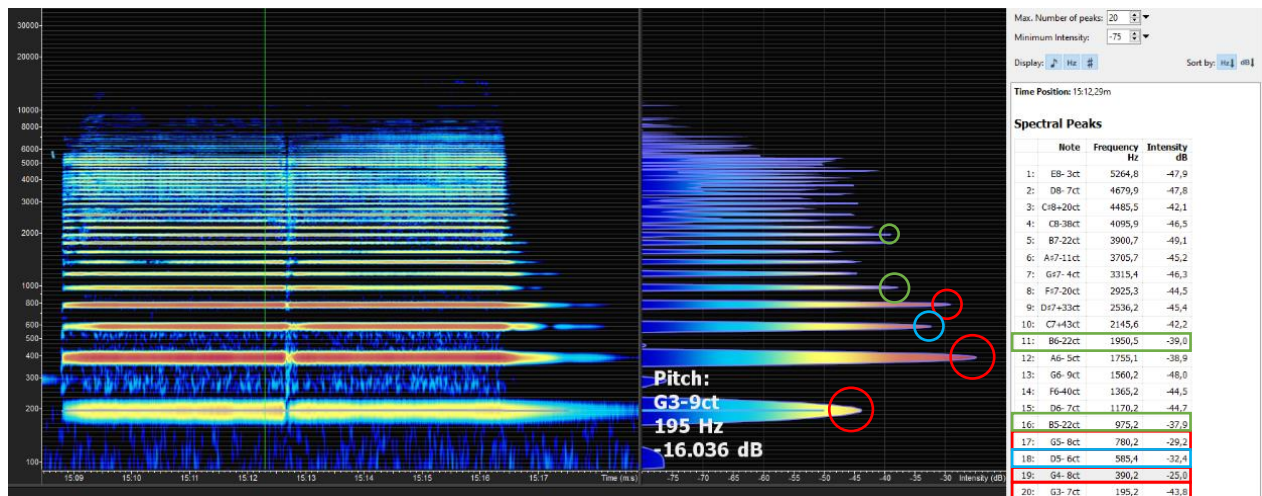 30000
20000
10000
8000
6000
5000
4000
3000
2000
1000
800
600
500
400
300
200
100
15:09 15:10 15:11 15:12 15:13 15:14 15:15 15:16 15:17 Time (m:s)
Pitch:
G3-9ct
195 Hz
-16.036 dB
-75 -70 -65 -60 -55 -50 -45 -40 -35 -30 Intensity (dB)
Max. Number of peaks: 20
Minimum Intensity: -75
Display: ♪ Hz # Sort by: Hz dB
Time Position: 15:12,29m
Spectral Peaks
Note Frequency Hz Intensity dB
1: E8- 3ct 5264,8 -47,9
2: D8- 7ct 4679,9 -47,8
3: C♯8+20ct 4485,5 -42,1
4: C8-38ct 4095,9 -46,5
5: B7-22ct 3900,7 -49,1
6: A♯7-11ct 3705,7 -45,2
7: G♯7- 4ct 3315,4 -46,3
8: F♯7-20ct 2925,3 -44,5
9: D♯7+33ct 2536,2 -45,4
10: C7+43ct 2145,6 -42,2
11: B6-22ct 1950,5 -39,0
12: A6- 5ct 1755,1 -38,9
13: G6- 9ct 1560,2 -48,0
14: F6-40ct 1365,2 -44,5
15: D6- 7ct 1170,2 -44,7
16: B5-22ct 975,2 -37,9
17: G5- 8ct 780,2 -29,2
18: D5- 6ct 585,4 -32,4
19: G4- 8ct 390,2 -25,0
20: G3- 7ct 195,2 -43,8